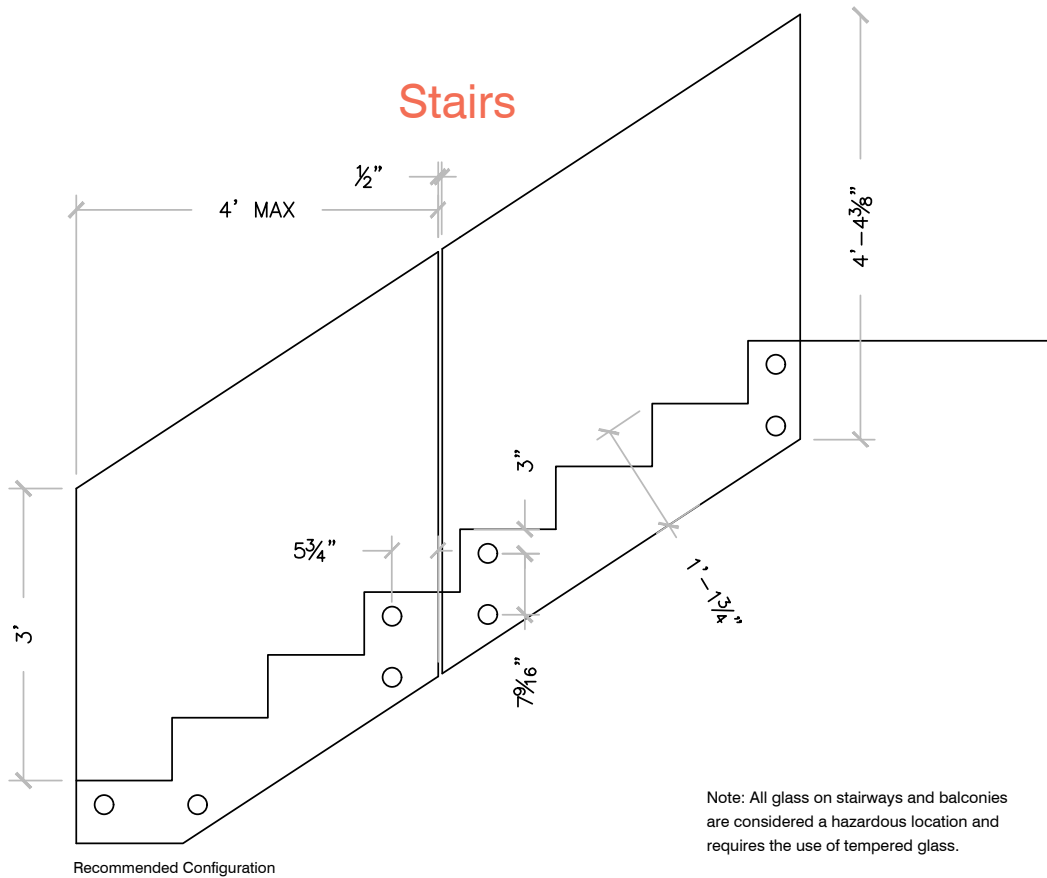 Stairs
½”
4’ MAX
4’–4⅜”
3”
5¾”
1’–1¾”
3’
79⁄16”
Note: All glass on stairways and balconies
are considered a hazardous location and
requires the use of tempered glass.
Recommended Configuration